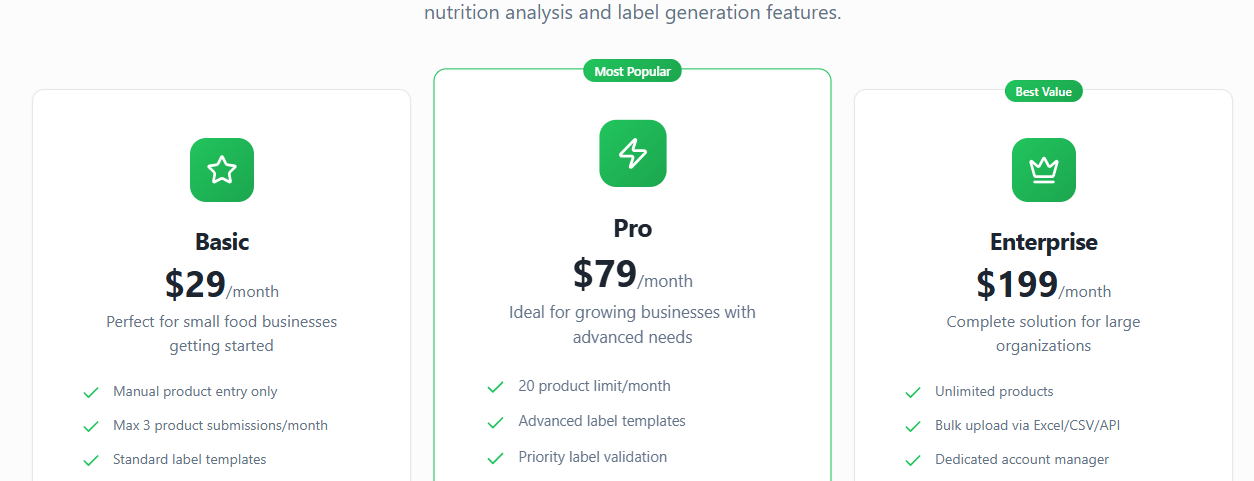 nutrition analysis and label generation features.
Basic
$29/month
Perfect for small food businesses
getting started
Manual product entry only
Max 3 product submissions/month
Standard label templates
Most Popular
Pro
$79/month
Ideal for growing businesses with
advanced needs
20 product limit/month
Advanced label templates
Priority label validation
Best Value
Enterprise
$199/month
Complete solution for large
organizations
Unlimited products
Bulk upload via Excel/CSV/API
Dedicated account manager